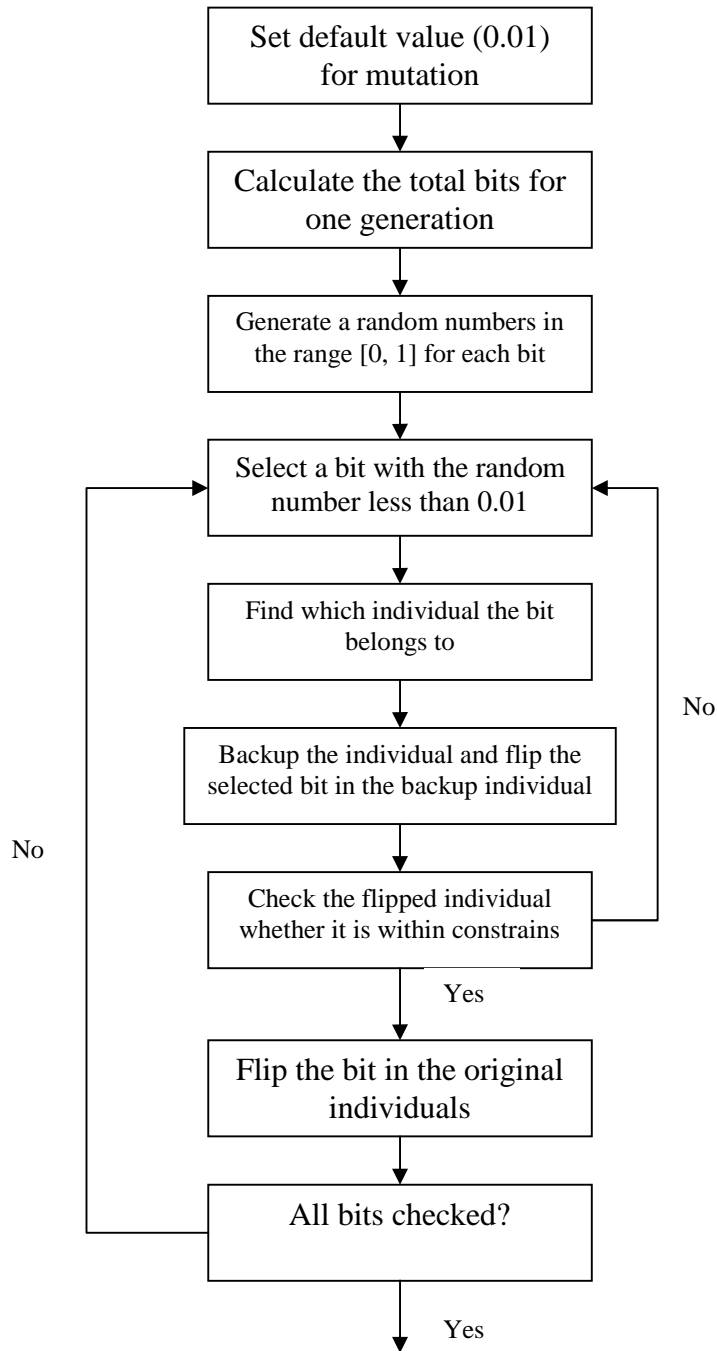 Set default value (0.01)
for mutation
Calculate the total bits for
one generation
Generate a random numbers in
the range [0, 1] for each bit
Select a bit with the random
number less than 0.01
Find which individual the bit
belongs to
No
Backup the individual and flip the
selected bit in the backup individual
No
Check the flipped individual
whether it is within constrains
Yes
Flip the bit in the original
individuals
All bits checked?
Yes